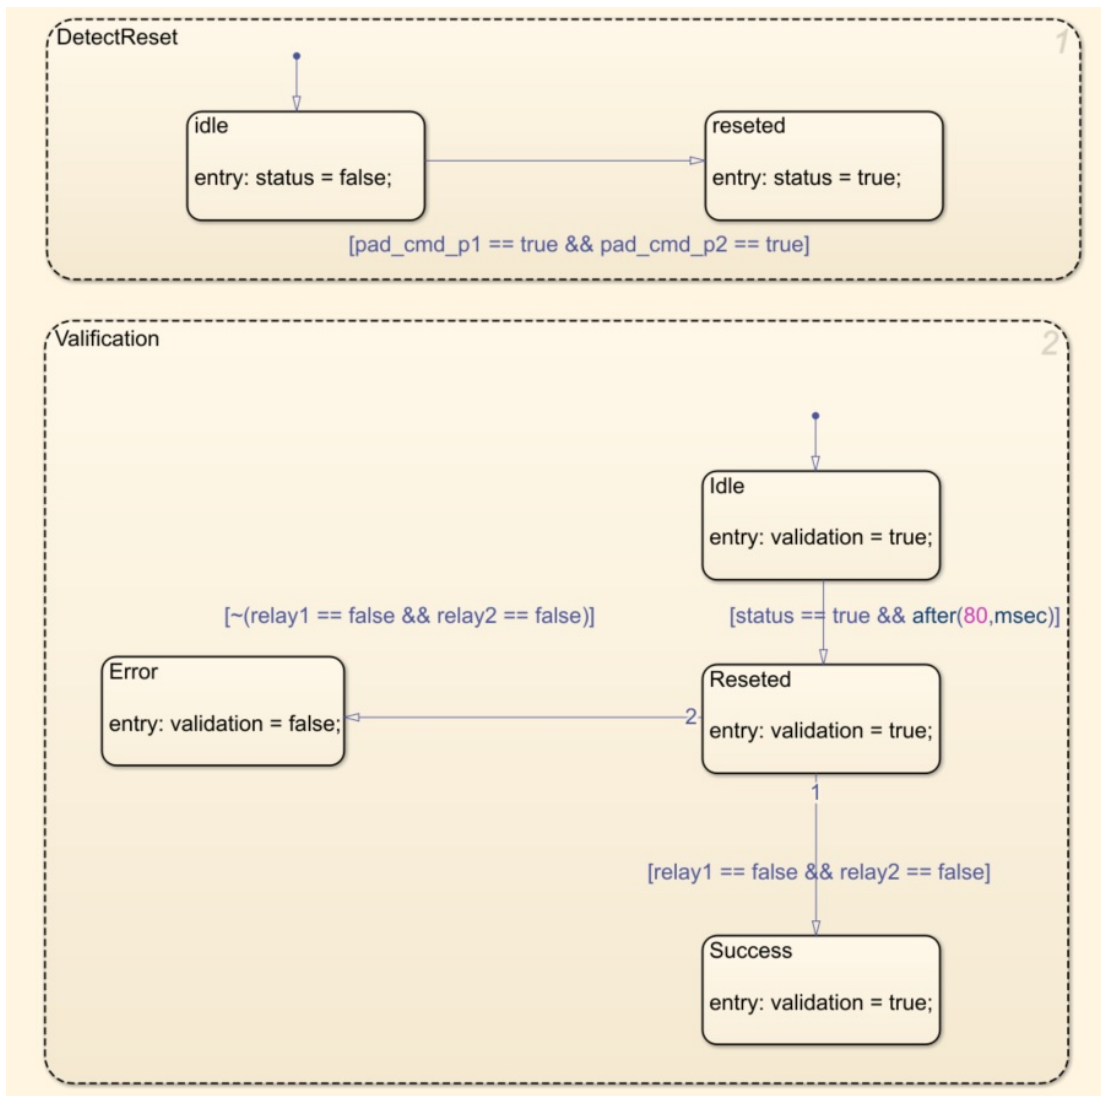 DetectReset
1
idle
entry: status = false;
reseted
entry: status = true;
[pad_cmd_p1 == true && pad_cmd_p2 == true]
Valification
2
Idle
entry: validation = true;
[~(relay1 == false && relay2 == false)]
[status == true && after(80,msec)]
Error
entry: validation = false;
2
Reseted
entry: validation = true;
1
[relay1 == false && relay2 == false]
Success
entry: validation = true;